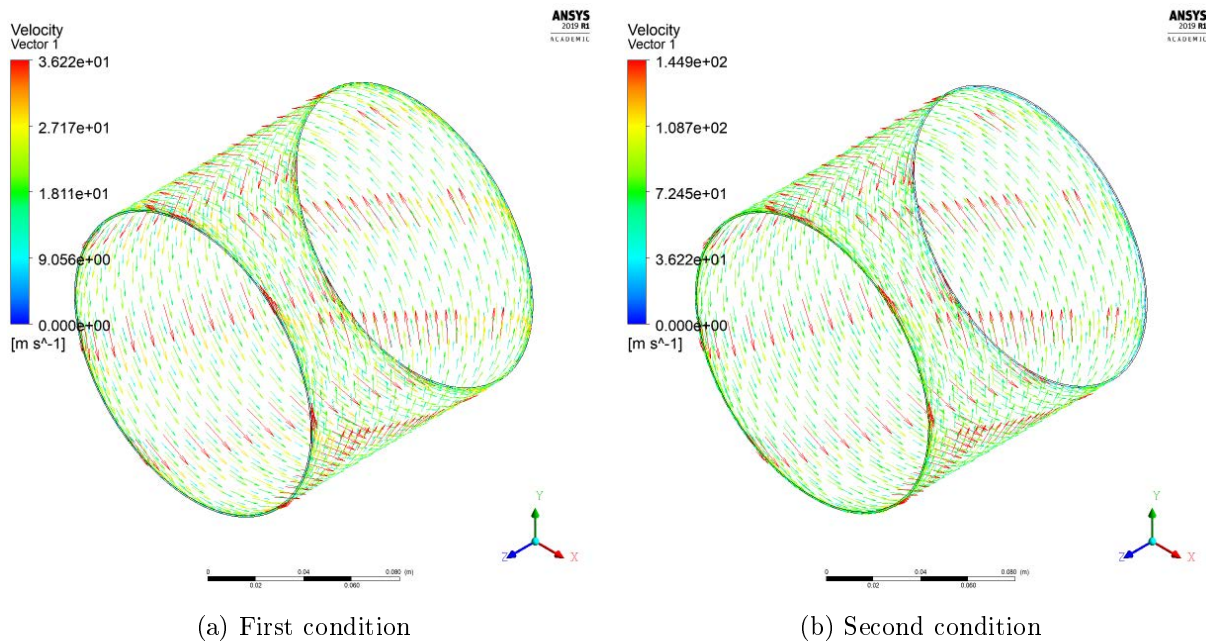 ANSYS
2019 R1
ACADEMIC
Velocity
Vector 1
3.622e+01
2.717e+01
1.811e+01
9.056e+00
0.000e+00
[m s^-1]
Y
Z
X
0
0.04
0.080 (m)
0.02
0.060
(a) First condition
ANSYS
2019 R1
ACADEMIC
Velocity
Vector 1
1.449e+02
1.087e+02
7.245e+01
3.622e+01
0.000e+00
[m s^-1]
Y
Z
X
0
0.04
0.080 (m)
0.02
0.060
(b) Second condition